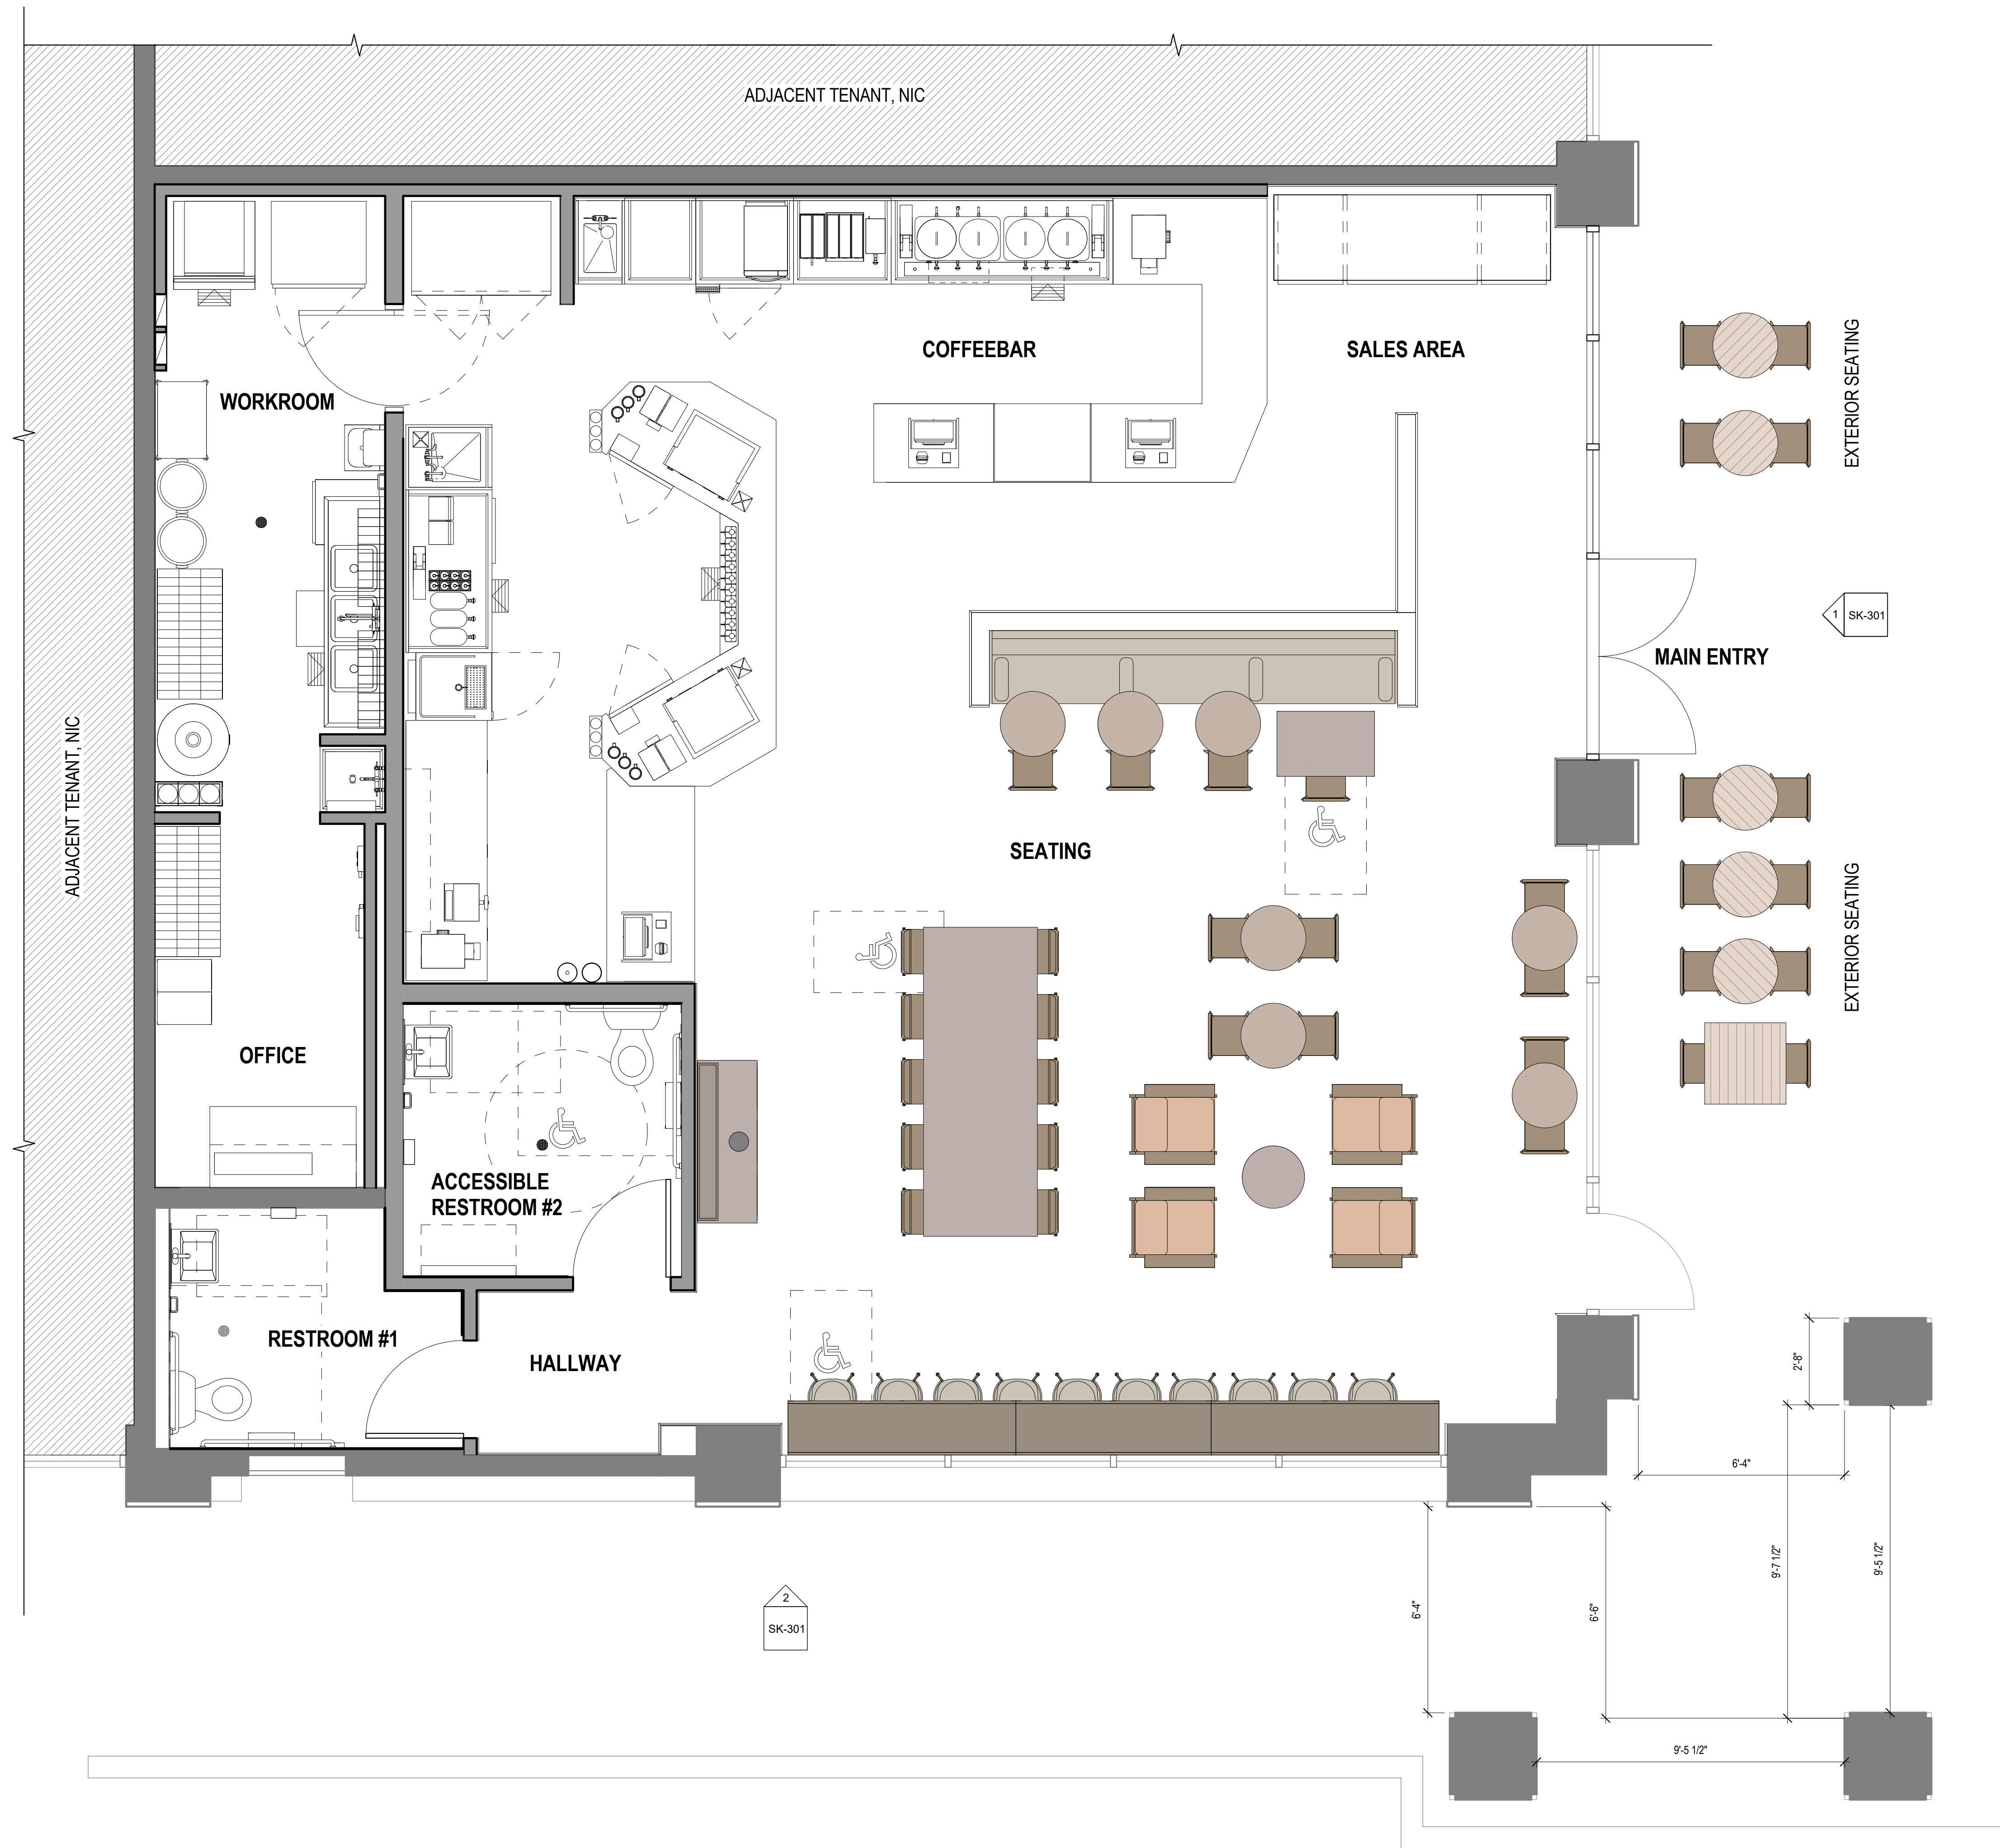 ADJACENT TENANT, NIC
COFFEEBAR
SALES AREA
EXTERIOR SEATING
WORKROOM
1
SK-301
MAIN ENTRY
ADJACENT TENANT, NIC
SEATING
EXTERIOR SEATING
OFFICE
ACCESSIBLE
RESTROOM #2
RESTROOM #1
HALLWAY
2'-8"
6'-4"
9'-7 1/2"
9'-5 1/2"
6'-4"
6'-6"
2
SK-301
9'-5 1/2"